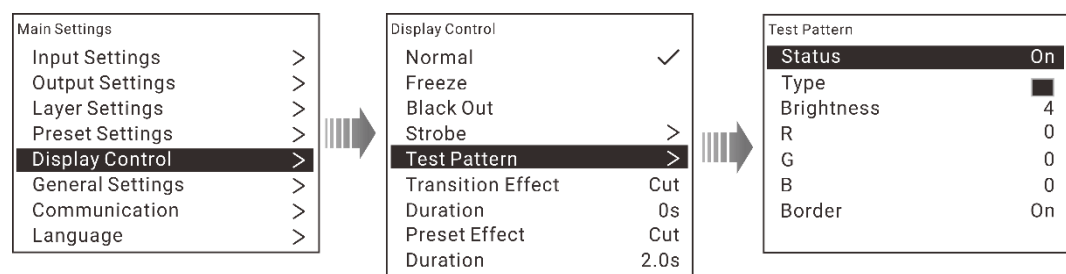 Main Settings
Input Settings >
Output Settings >
Layer Settings >
Preset Settings >
Display Control >
General Settings >
Communication >
Language >
Display Control
Normal ✓
Freeze
Black Out
Strobe >
Test Pattern >
Transition Effect Cut
Duration 0s
Preset Effect Cut
Duration 2.0s
Test Pattern
Status On
Type
Brightness 4
R 0
G 0
B 0
Border On